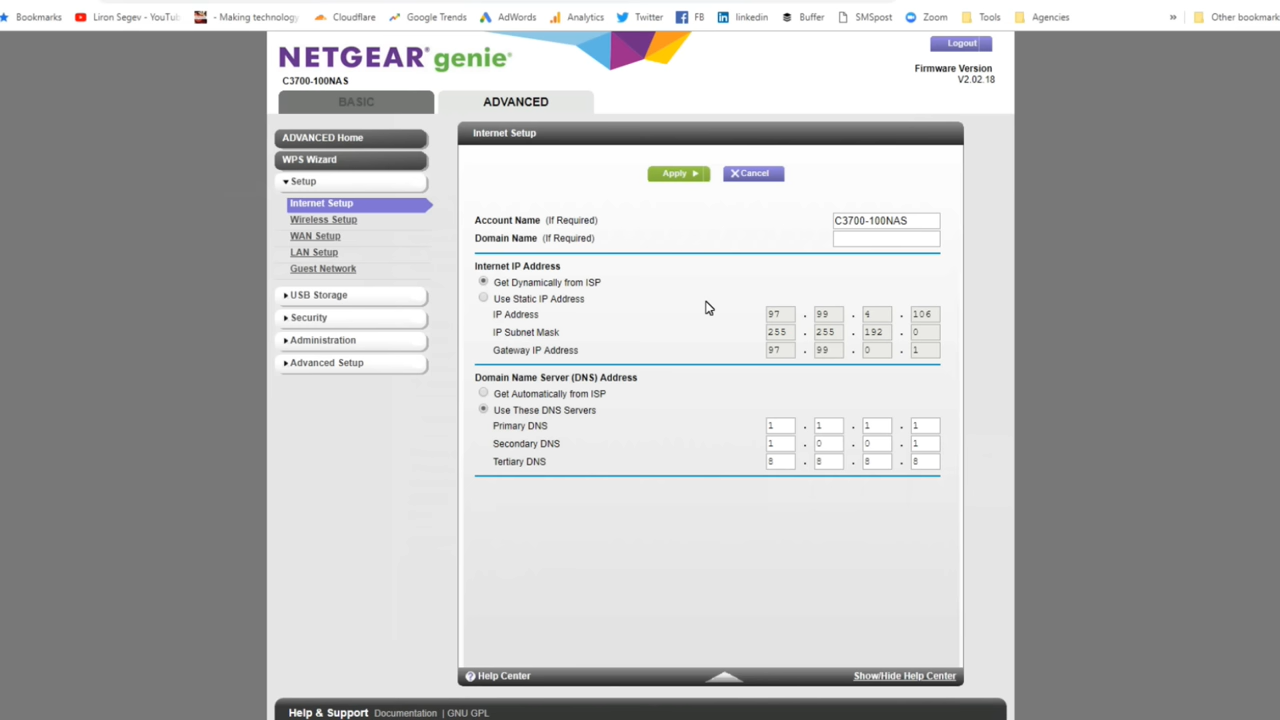 Bookmarks Liron Segev - YouTub - Making technology Cloudflare Google Trends AdWords Analytics Twitter FB linkedin Buffer SMSpost Zoom Tools Agencies » Other bookmark
NETGEAR® genie®
Logout
Firmware Version
V2.02.18
C3700-100NAS
BASIC ADVANCED
ADVANCED Home
WPS Wizard
Setup
Internet Setup
Wireless Setup
WAN Setup
LAN Setup
Guest Network
USB Storage
Security
Administration
Advanced Setup
Internet Setup
Apply Cancel
Account Name (If Required) C3700-100NAS
Domain Name (If Required)
Internet IP Address
Get Dynamically from ISP
Use Static IP Address
IP Address 97 . 99 . 4 . 106
IP Subnet Mask 255 . 255 . 192 . 0
Gateway IP Address 97 . 99 . 0 . 1
Domain Name Server (DNS) Address
Get Automatically from ISP
Use These DNS Servers
Primary DNS 1 . 1 . 1 . 1
Secondary DNS 1 . 0 . 0 . 1
Tertiary DNS 8 . 8 . 8 . 8
Help Center Show/Hide Help Center
Help & Support Documentation | GNU GPL